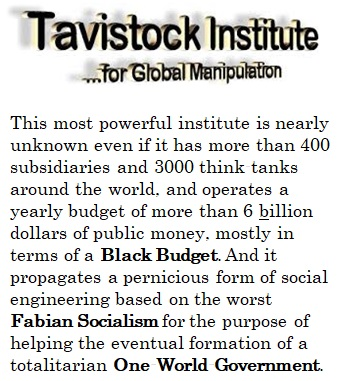 Tavistock Institute
...for Global Manipulation
This most powerful institute is nearly
unknown even if it has more than 400
subsidiaries and 3000 think tanks
around the world, and operates a
yearly budget of more than 6 billion
dollars of public money, mostly in
terms of a Black Budget. And it
propagates a pernicious form of social
engineering based on the worst
Fabian Socialism for the purpose of
helping the eventual formation of a
totalitarian One World Government.